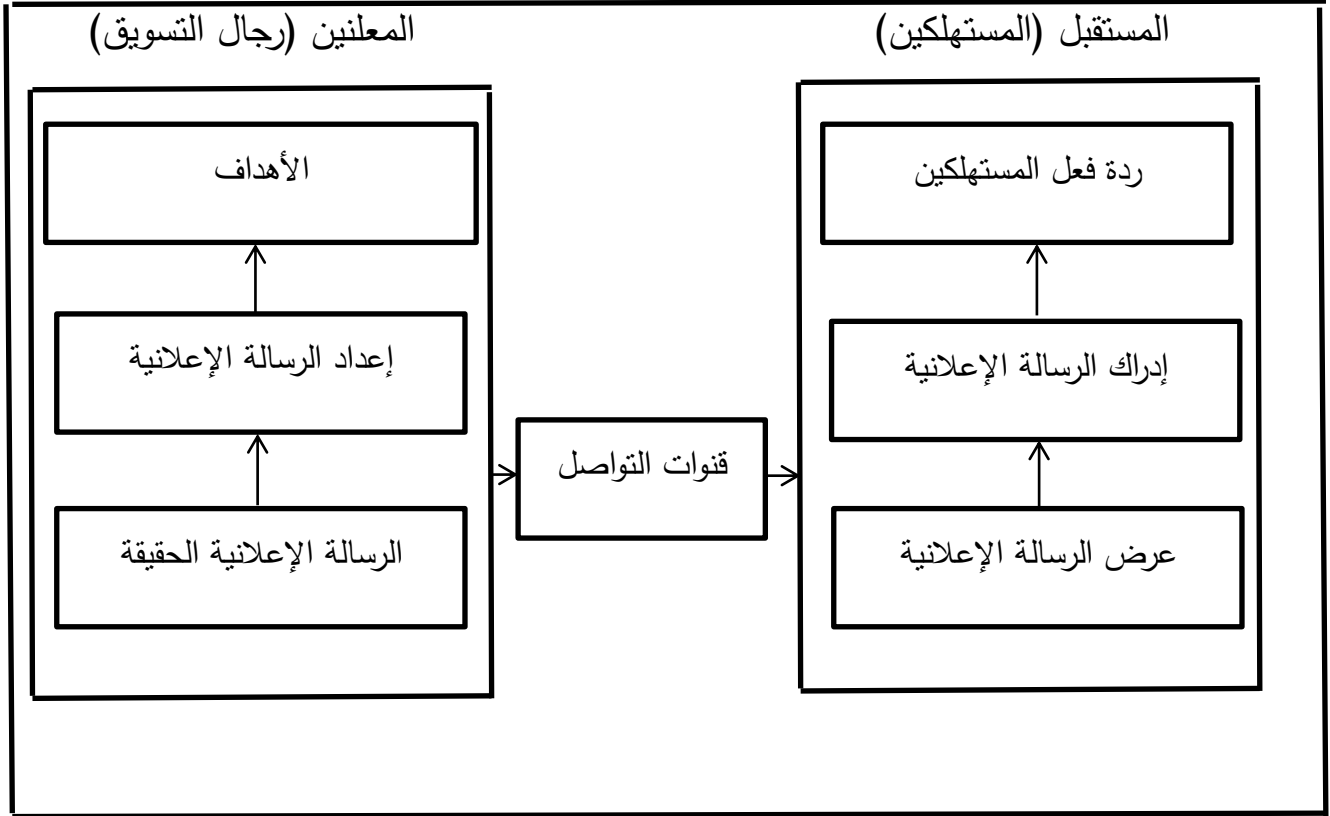 المستقبل (المستهلكين)
المعلنين (رجال التسويق)
ردة فعل المستهلكين
إدراك الرسالة الإعلانية
عرض الرسالة الإعلانية
قنوات التواصل
الأهداف
إعداد الرسالة الإعلانية
الرسالة الإعلانية الحقيقة